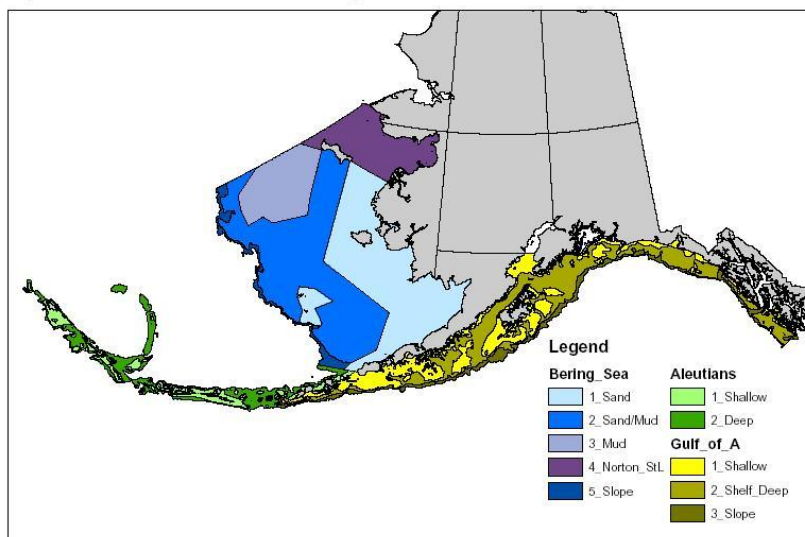 Legend
Bering_Sea
1_Sand
2_Sand/Mud
3_Mud
4_Norton_StL
5_Slope
Aleutians
1_Shallow
2_Deep
Gulf_of_A
1_Shallow
2_Shelf_Deep
3_Slope